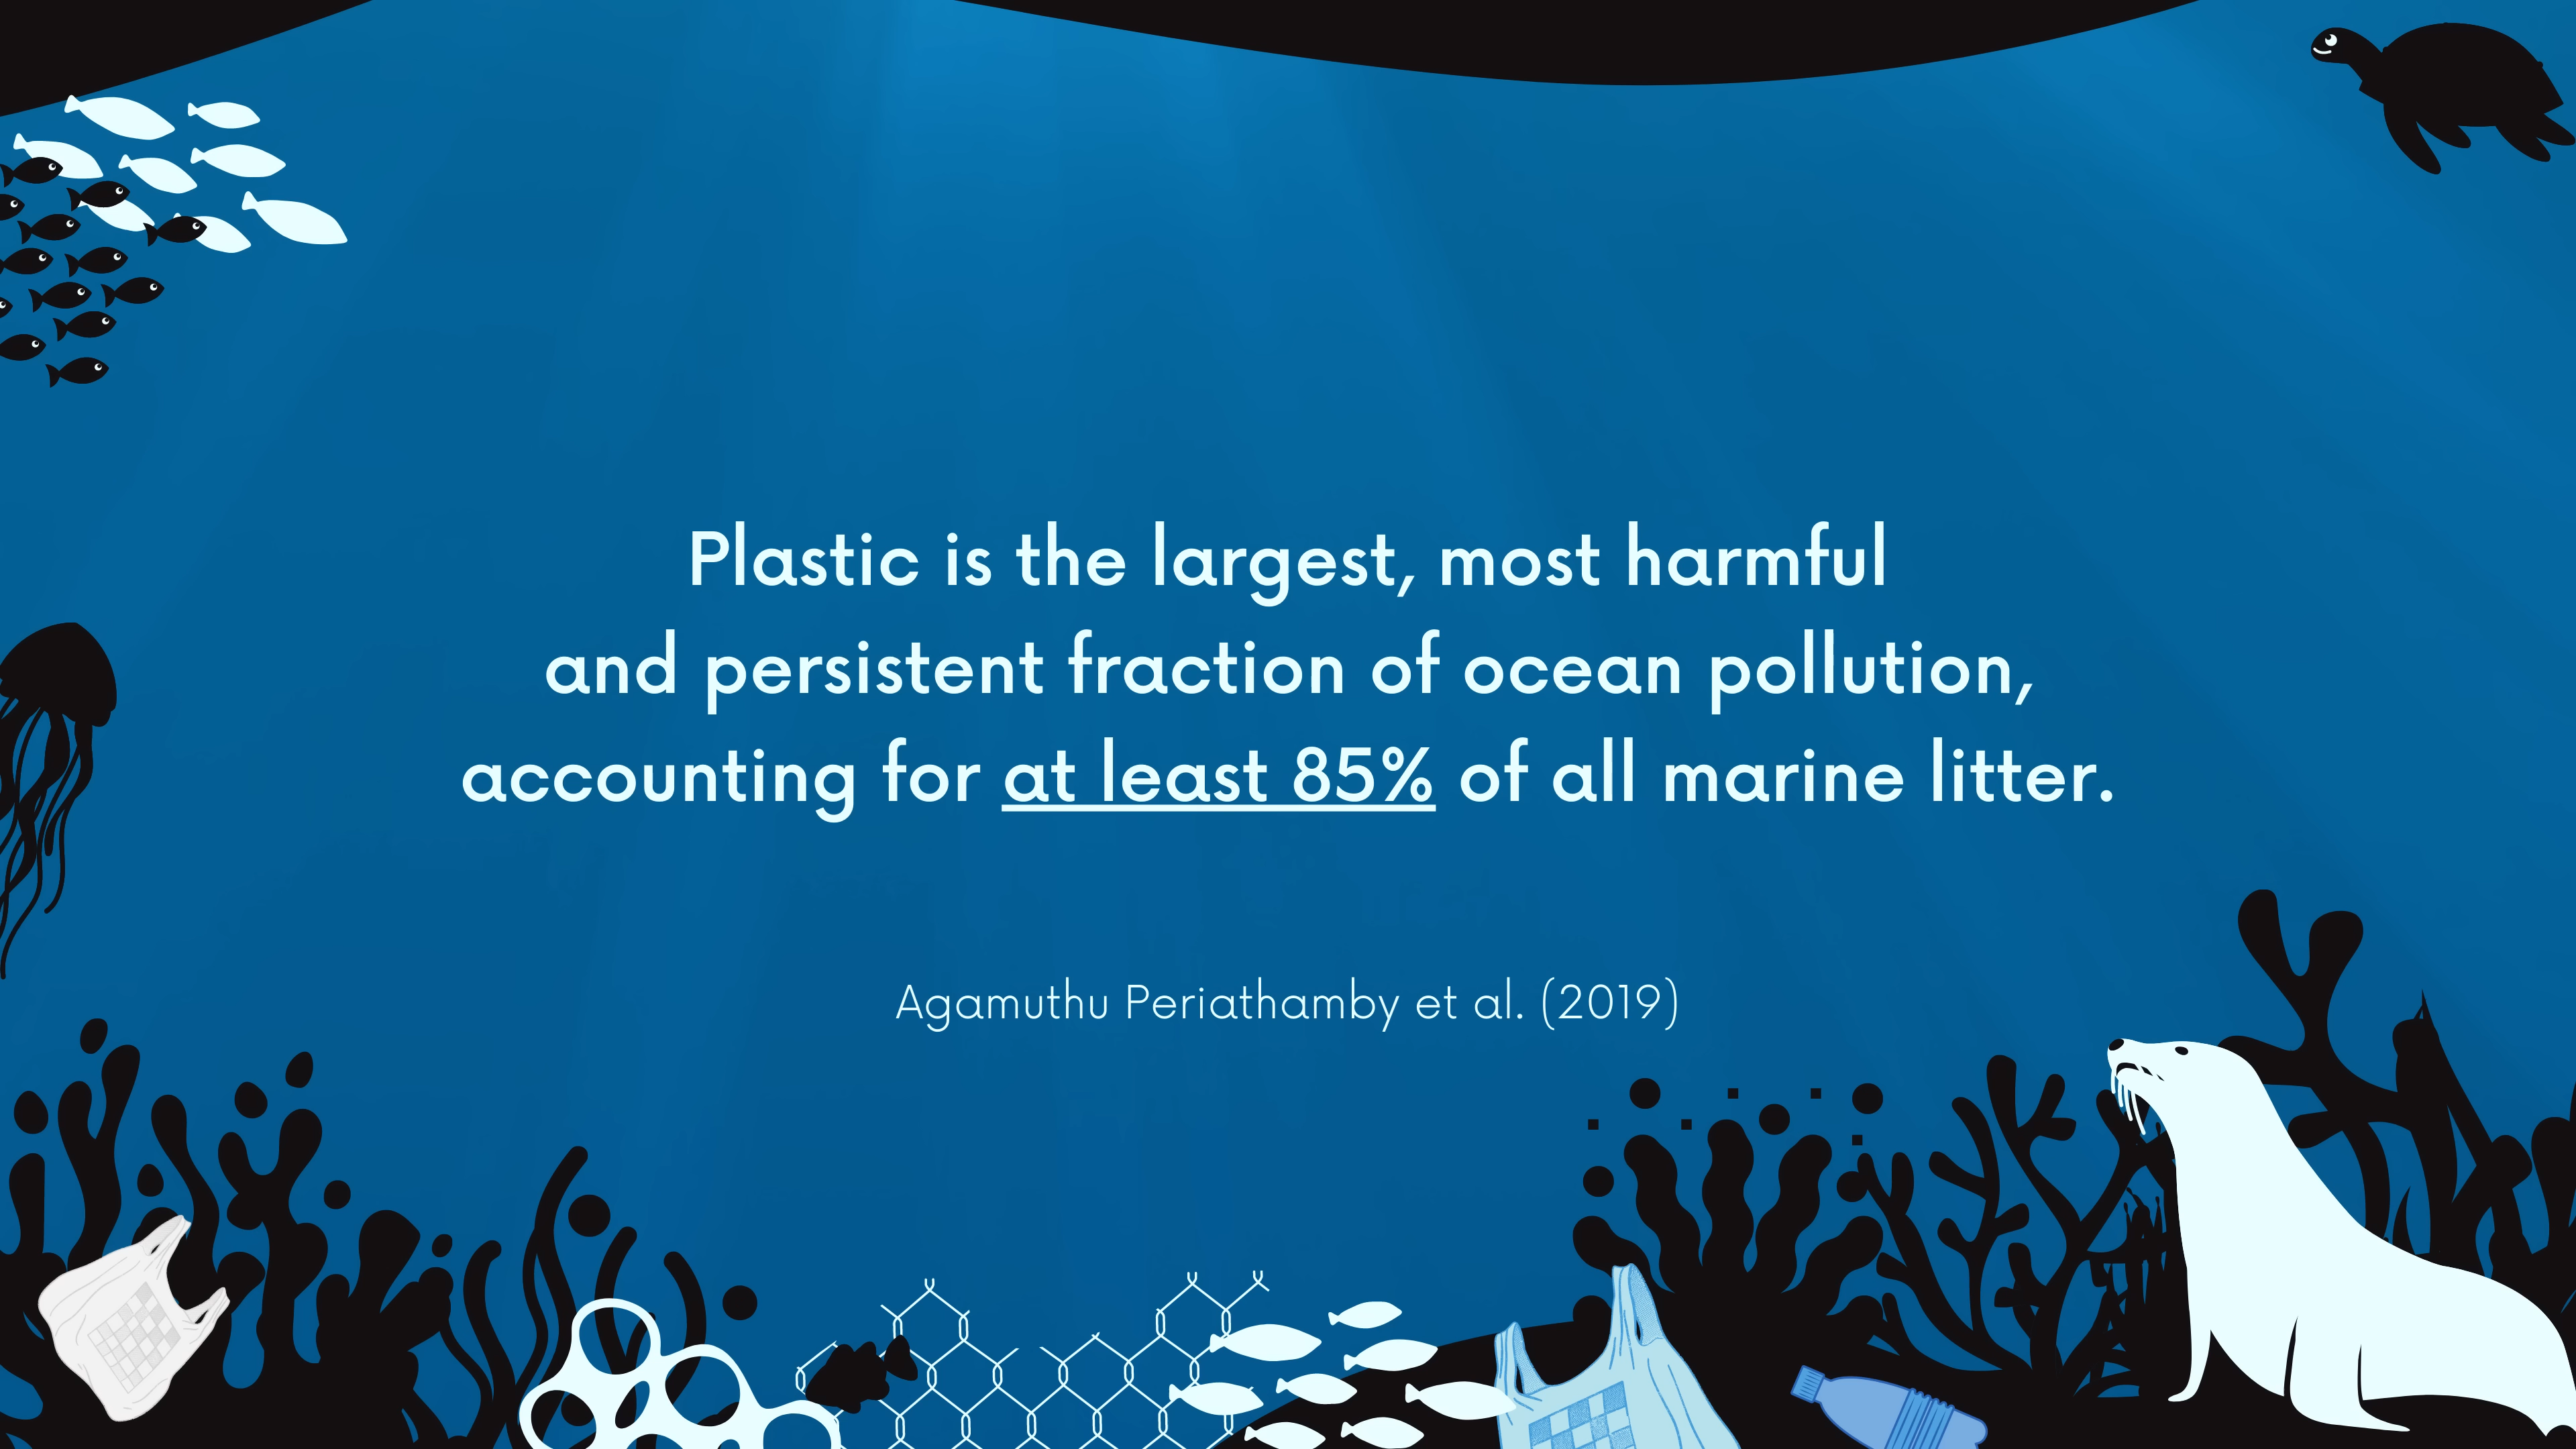 Plastic is the largest, most harmful
and persistent fraction of ocean pollution,
accounting for at least 85% of all marine litter.
Agamuthu Periathamby et al. (2019)